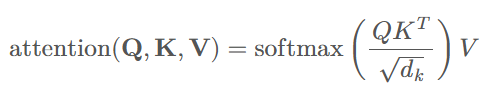 attention(Q, K, V) = softmax(QK^T / √d_k) V